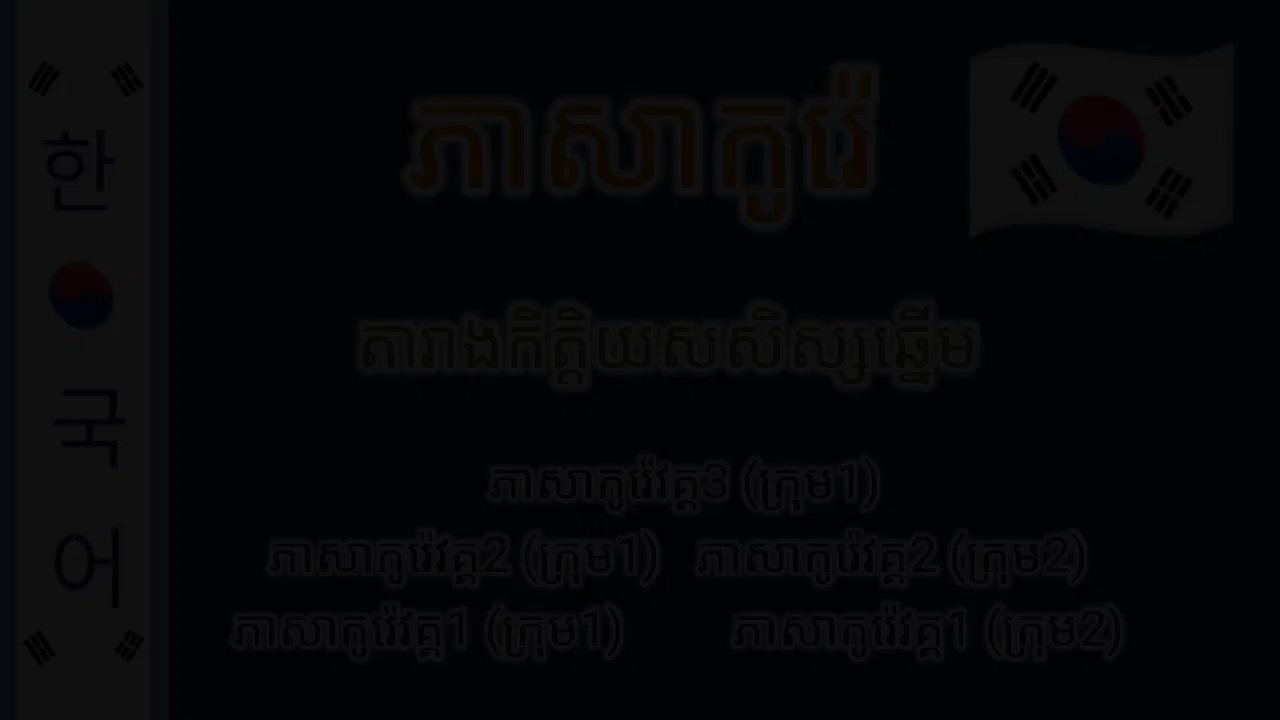 한
국
어
ភាសាកូរ៉េ
តារាងកិត្តិយសសិស្សឆ្នើម
ភាសាកូរ៉េវគ្គ3 (ក្រុម1)
ភាសាកូរ៉េវគ្គ2 (ក្រុម1) ភាសាកូរ៉េវគ្គ2 (ក្រុម2)
ភាសាកូរ៉េវគ្គ1 (ក្រុម1) ភាសាកូរ៉េវគ្គ1 (ក្រុម2)